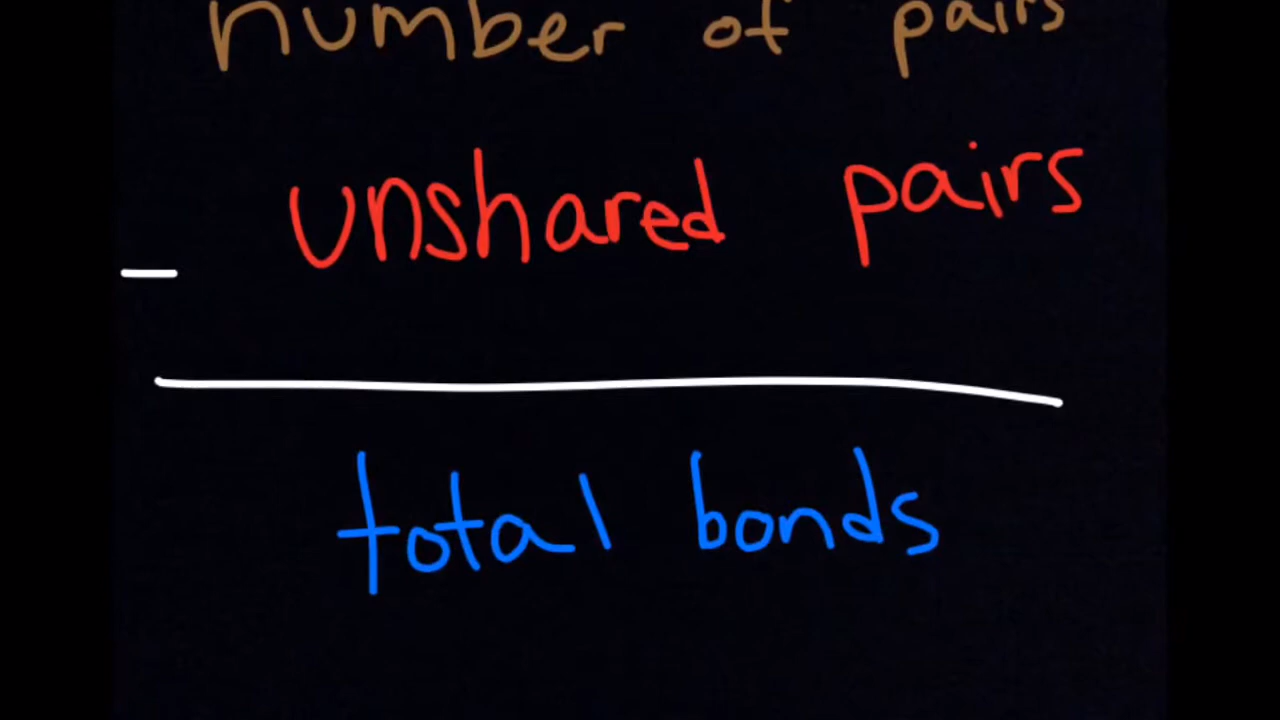 number of pairs
unshared pairs
—
total bonds